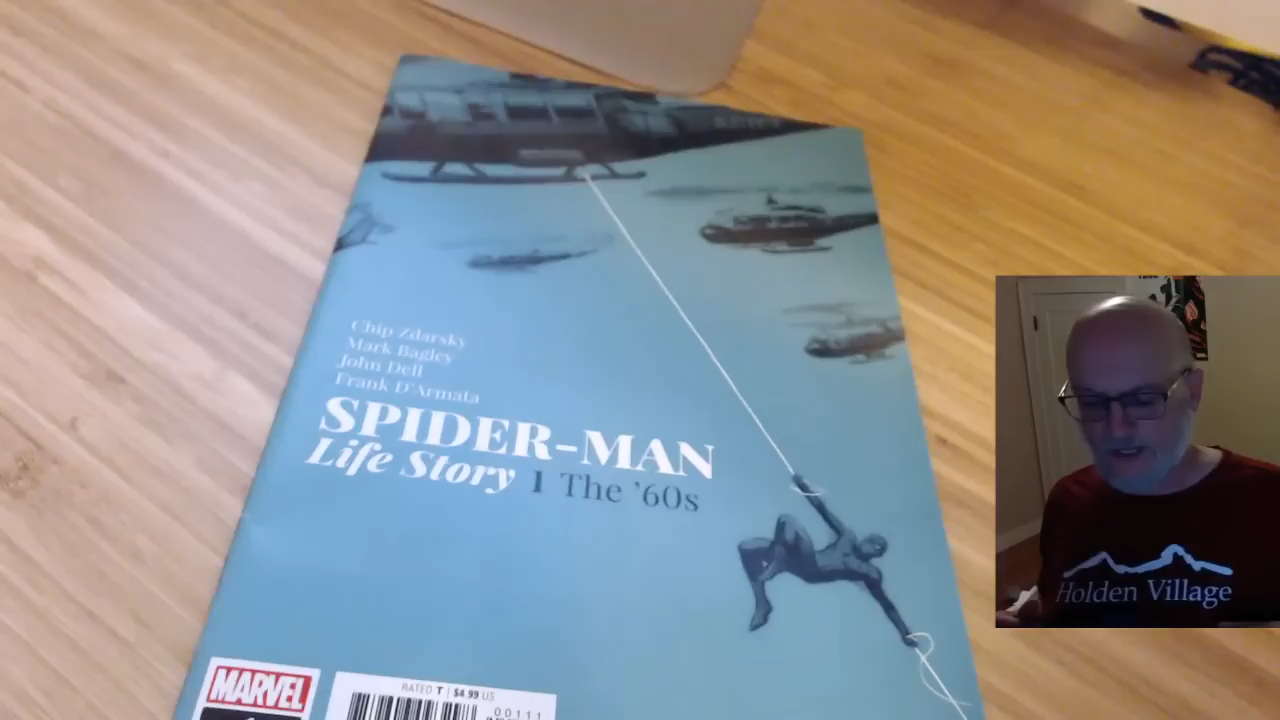 Chip Zdarsky
Mark Bagley
John Dell
Frank D'Armata
SPIDER-MAN
Life Story 1 The '60s
MARVEL
RATED T $4.99 US
00111
Holden Village